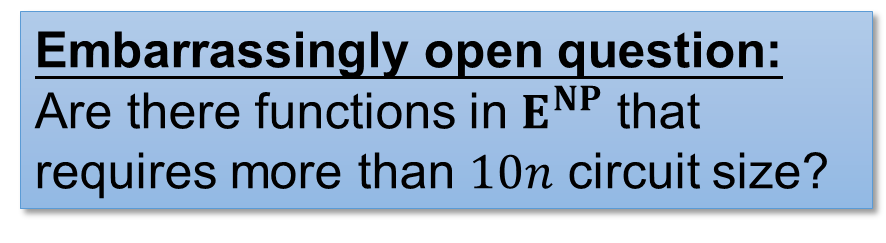 Embarrassingly open question:
Are there functions in E^NP that
requires more than 10n circuit size?